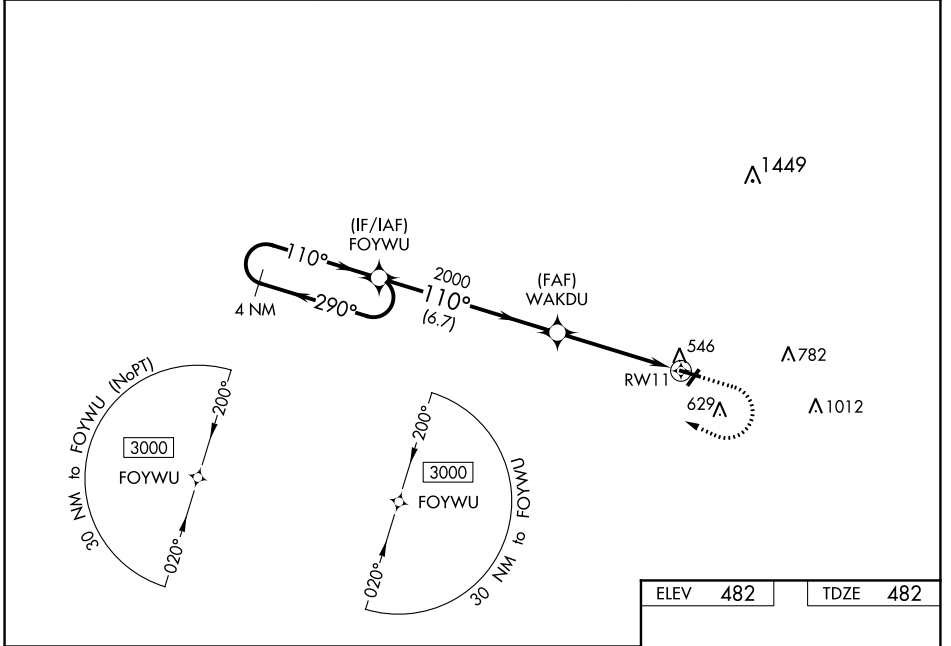 1449
(IF/IAF)
FOYWU
110°
4 NM
290°
2000
110°
(6.7)
(FAF)
WAKDU
546
RW11
782
629
1012
30 NM to FOYWU (NoPT)
200°
3000
FOYWU
020°
200°
3000
FOYWU
020°
30 NM to FOYWU
ELEV 482
TDZE 482